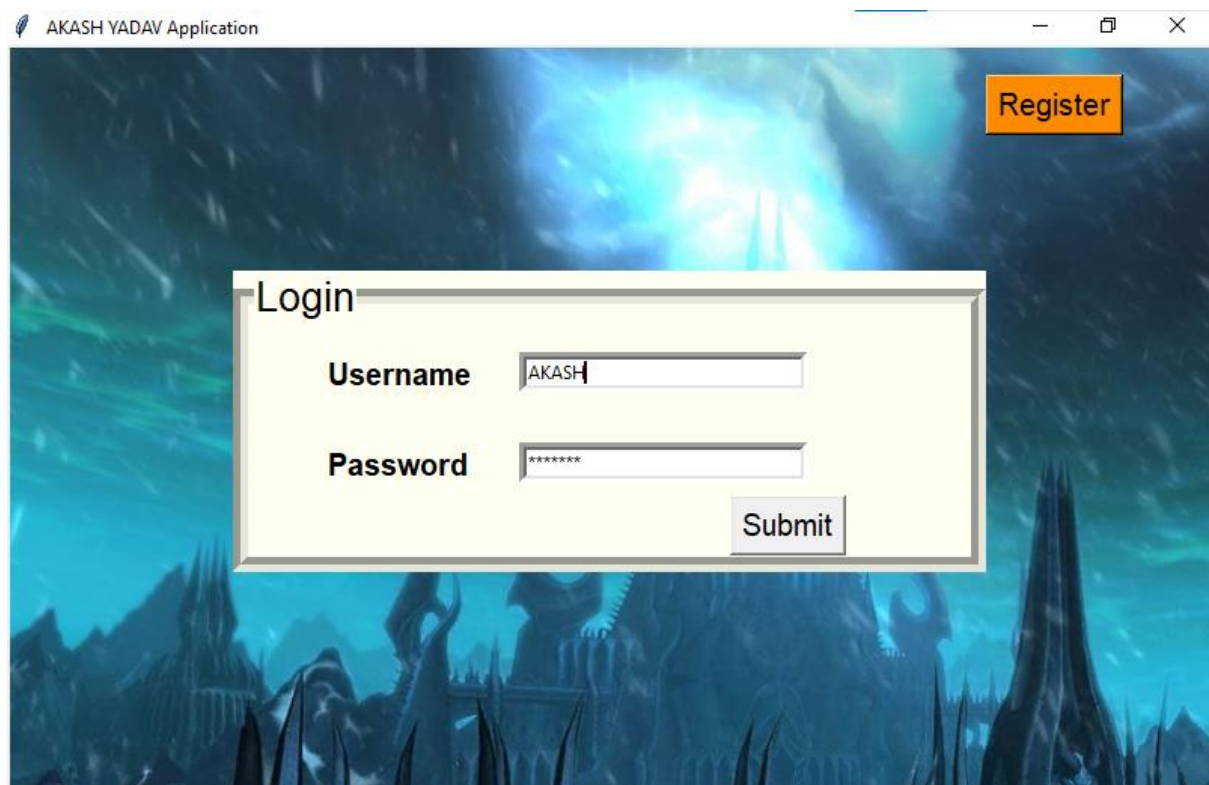 AKASH YADAV Application
Register
Login
Username AKASH
Password *******
Submit